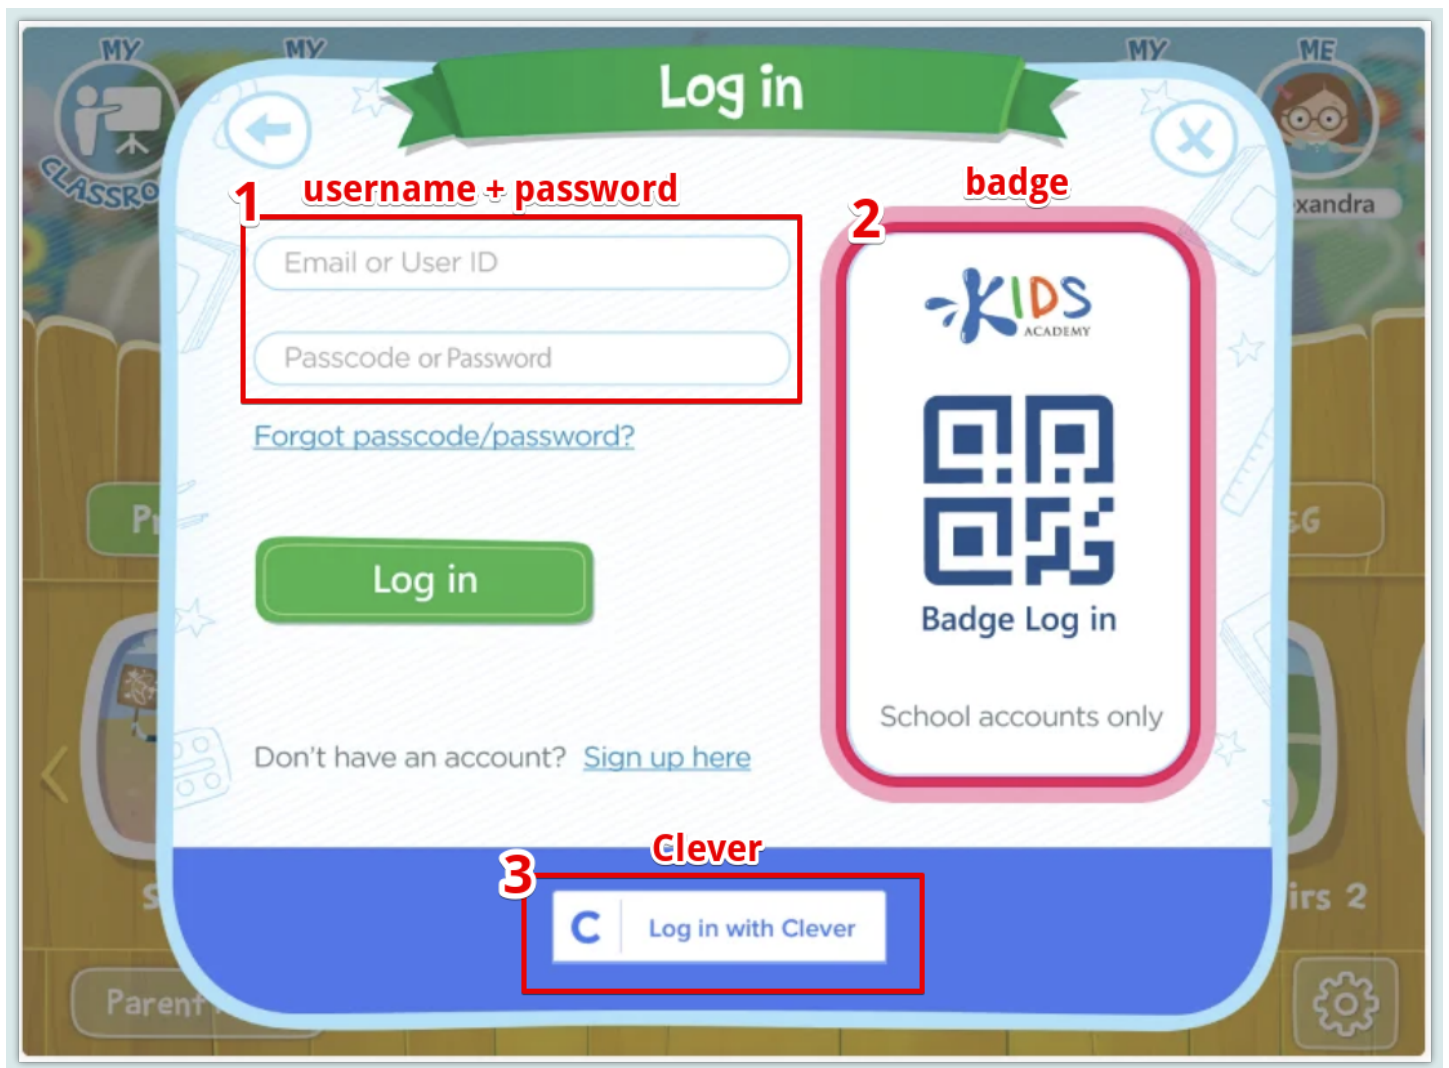 MY
MY
MY
ME
Log in
CLASSRO
xandra
1
username + password
2
badge
Email or User ID
Passcode or Password
Forgot passcode/password?
Log in
Don't have an account? Sign up here
KIDS
ACADEMY
Badge Log in
School accounts only
&G
irs 2
3
Clever
C
Log in with Clever
Parent